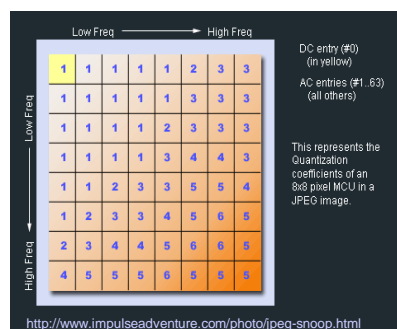 Low Freq High Freq
DC entry (#0)
(in yellow)
AC entries (#1..63)
(all others)
Low Freq
High Freq
1 1 1 1 1 2 3 3
1 1 1 1 1 3 3 3
1 1 1 1 2 3 3 3
1 1 1 1 3 4 4 3
1 1 2 3 3 5 5 4
1 2 3 3 4 5 6 5
2 3 4 4 5 6 6 5
4 5 5 5 6 5 5 5
This represents the
Quantization
coefficients of an
8x8 pixel MCU in a
JPEG image.
http://www.impulseadventure.com/photo/jpeg-snoop.html